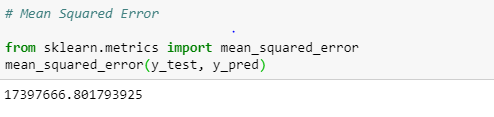 # Mean Squared Error
from sklearn.metrics import mean_squared_error
mean_squared_error(y_test, y_pred)
17397666.801793925